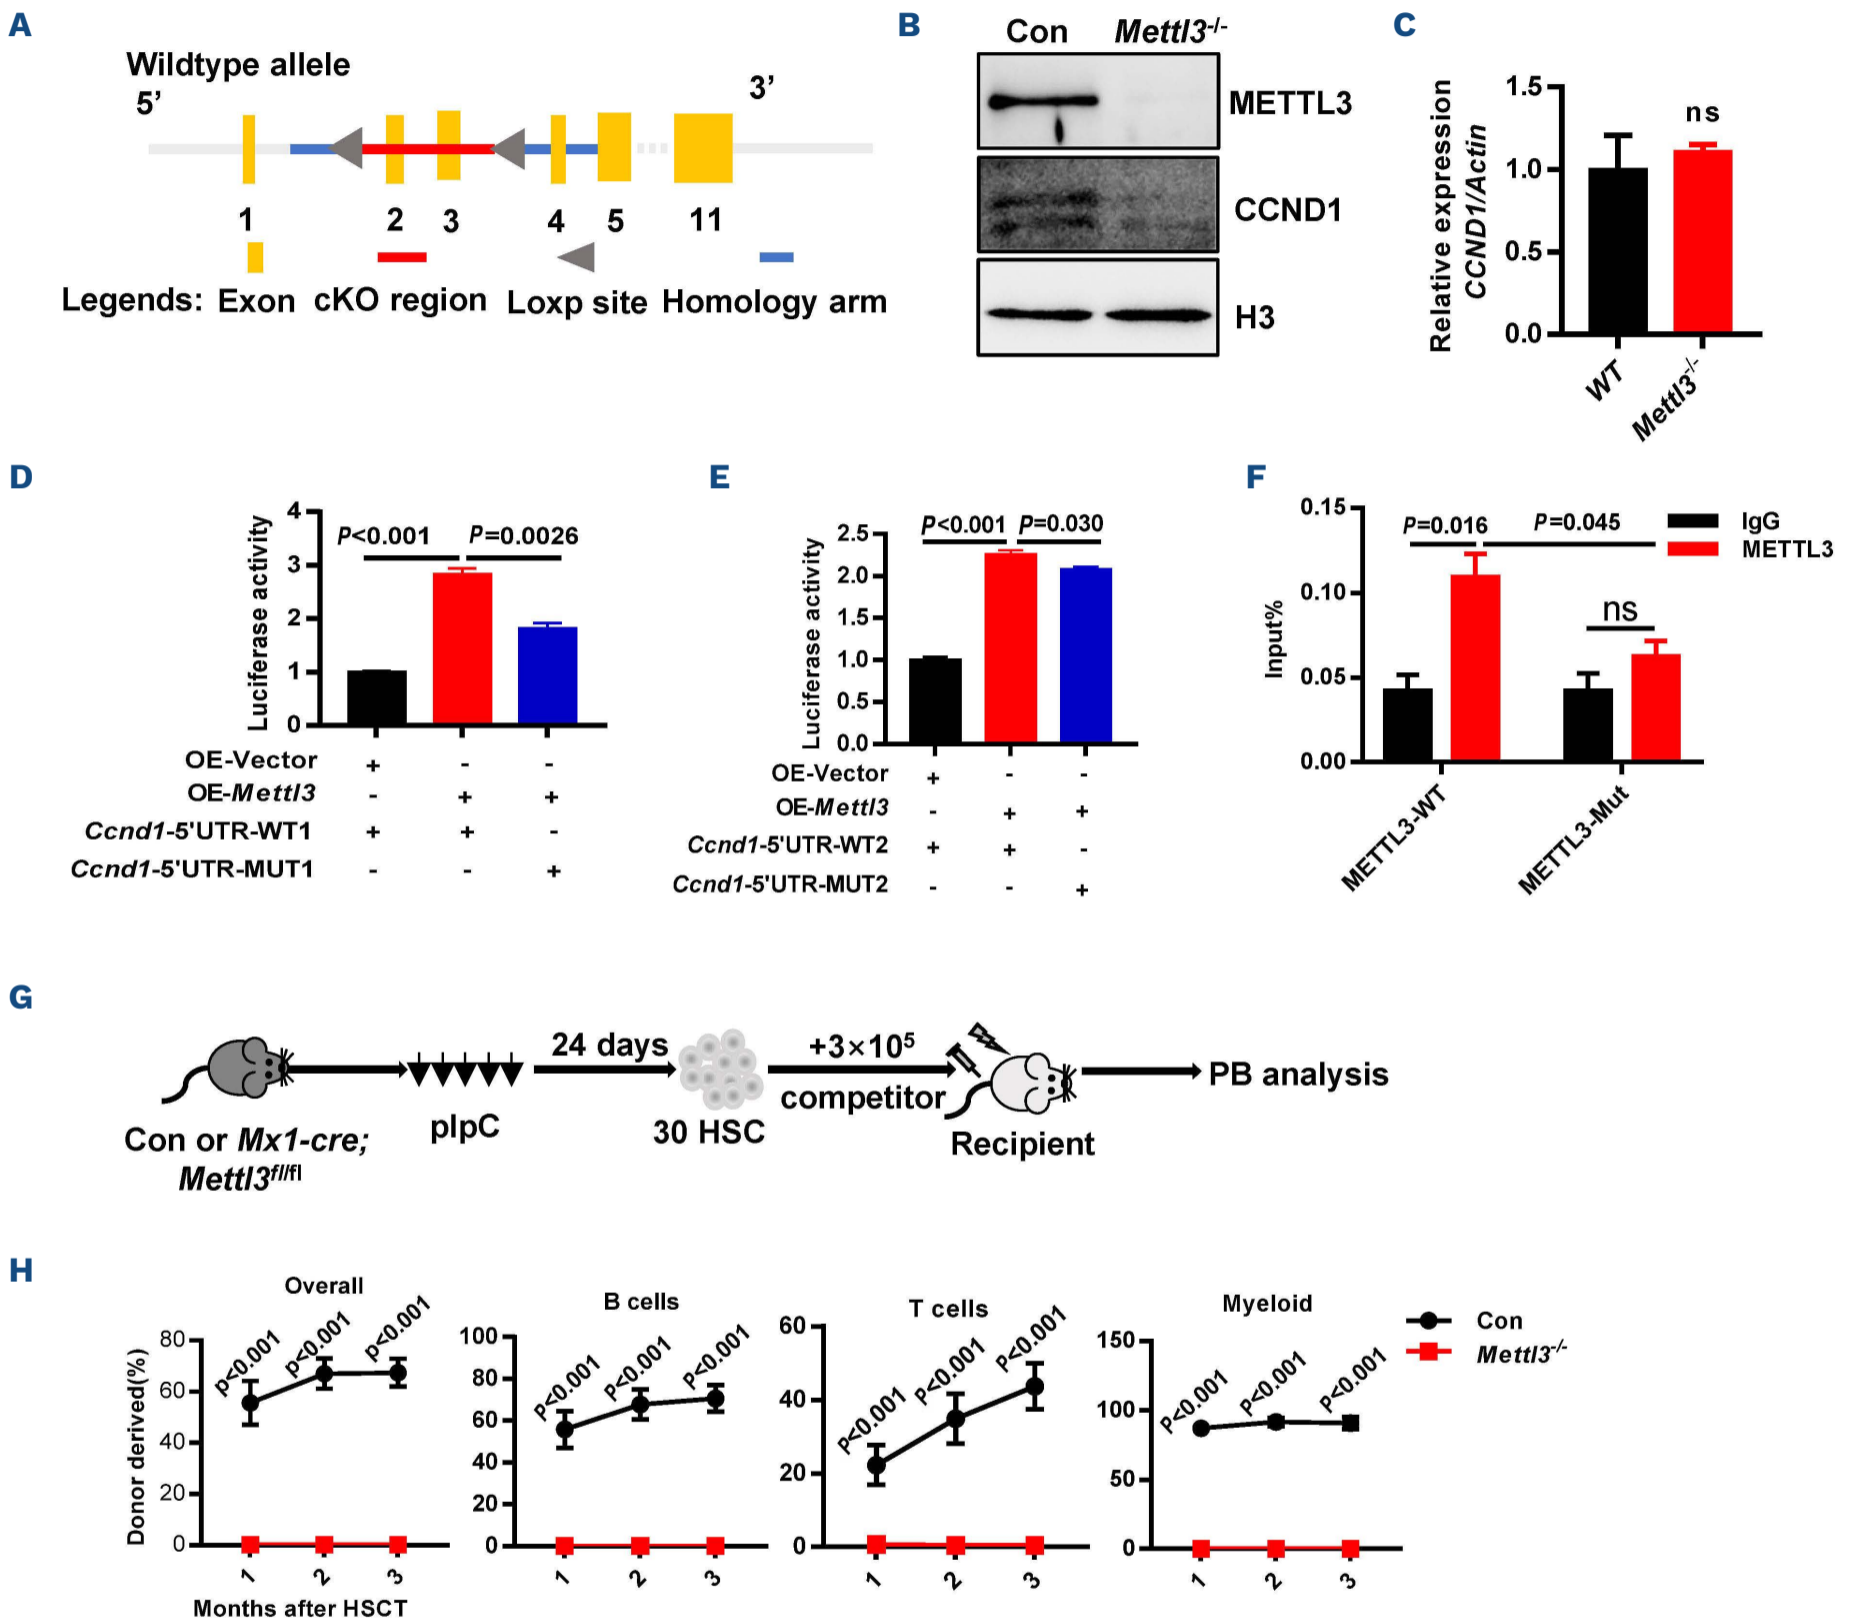 A
Wildtype allele
5’
3’
1
2
3
4
5
11
Legends:
Exon
cKO region
Loxp site
Homology arm
B
Con
Mettl3-/-
METTL3
CCND1
H3
C
Relative expression
CCND1/Actin
1.5
1.0
0.5
0.0
ns
WT
Mettl3-/-
D
Luciferase activity
4
3
2
1
0
P<0.001
P=0.0026
OE-Vector + - -
OE-Mettl3 - + +
Ccnd1-5'UTR-WT1 + + -
Ccnd1-5'UTR-MUT1 - - +
E
Luciferase activity
2.5
2.0
1.5
1.0
0.5
0.0
P<0.001
P=0.030
OE-Vector + - -
OE-Mettl3 - + +
Ccnd1-5'UTR-WT2 + + -
Ccnd1-5'UTR-MUT2 - - +
F
Input%
0.15
0.10
0.05
0.00
P=0.016
P=0.045
ns
IgG
METTL3
METTL3-WT
METTL3-Mut
G
Con or Mx1-cre;
Mettl3fl/fl
pIpC
24 days
30 HSC
+3×10⁵
competitor
Recipient
PB analysis
H
Overall
Donor derived(%)
80
60
40
20
0
p<0.001
p<0.001
p<0.001
1
2
3
Months after HSCT
B cells
100
80
60
40
20
0
P<0.001
P<0.001
P<0.001
1
2
3
T cells
60
40
20
0
P<0.001
P<0.001
P<0.001
1
2
3
Myeloid
150
100
50
0
P<0.001
P<0.001
P<0.001
1
2
3
Con
Mettl3-/-